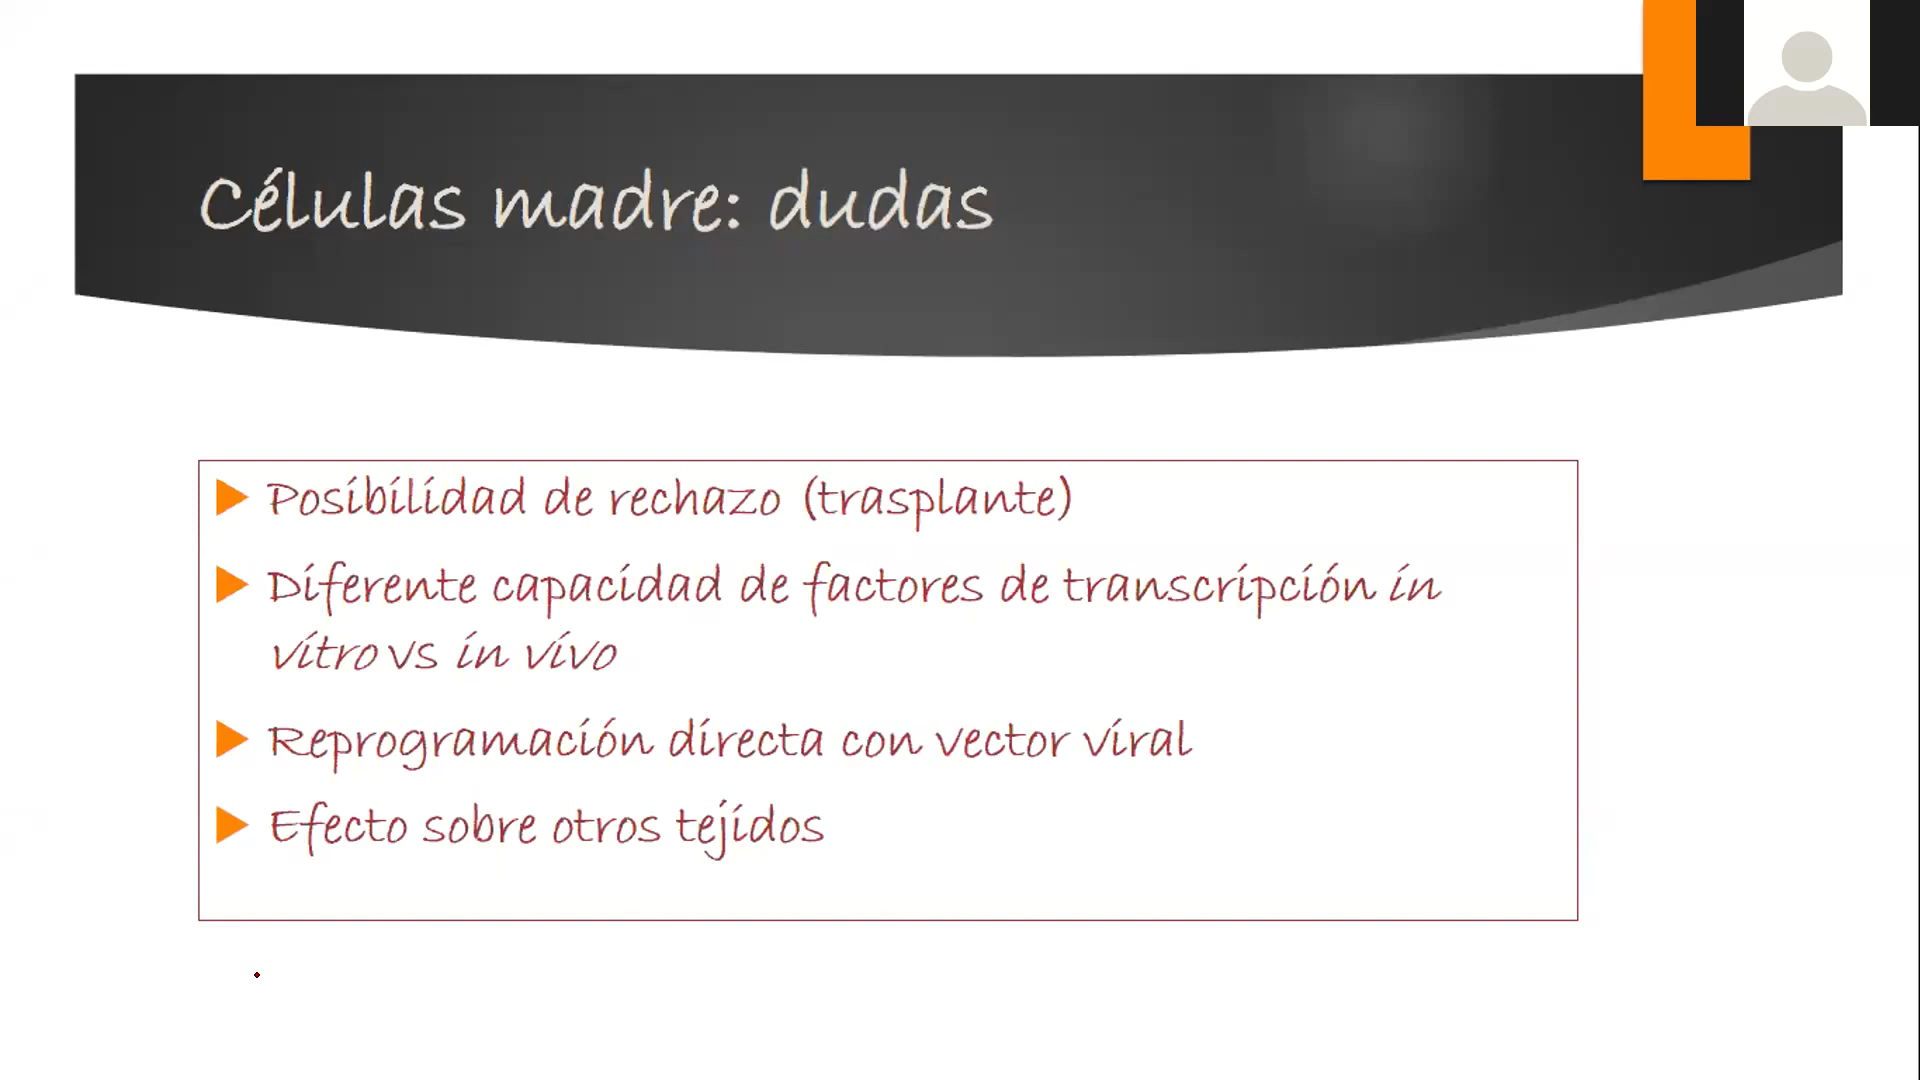 Células madre: dudas
Posibilidad de rechazo (trasplante)
Diferente capacidad de factores de transcripción in
vitro vs in vivo
Reprogramación directa con vector viral
Efecto sobre otros tejidos